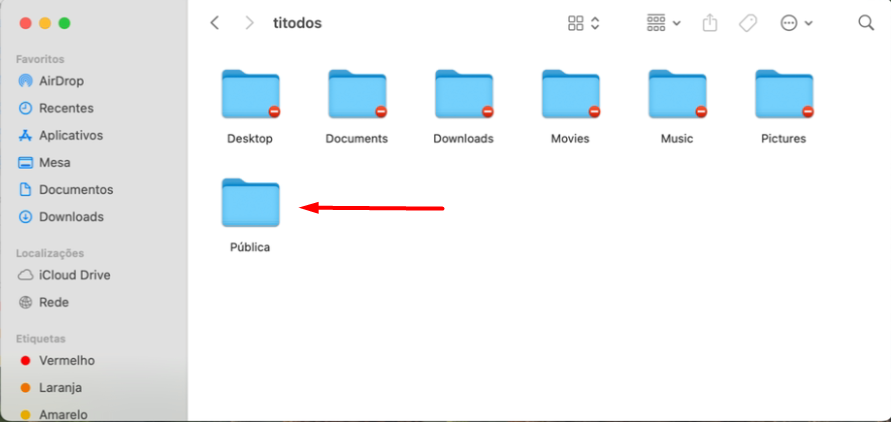 titodos
Favoritos
AirDrop
Recentes
Aplicativos
Mesa
Documentos
Downloads
Localizações
iCloud Drive
Rede
Etiquetas
Vermelho
Laranja
Amarelo
Desktop
Documents
Downloads
Movies
Music
Pictures
Pública